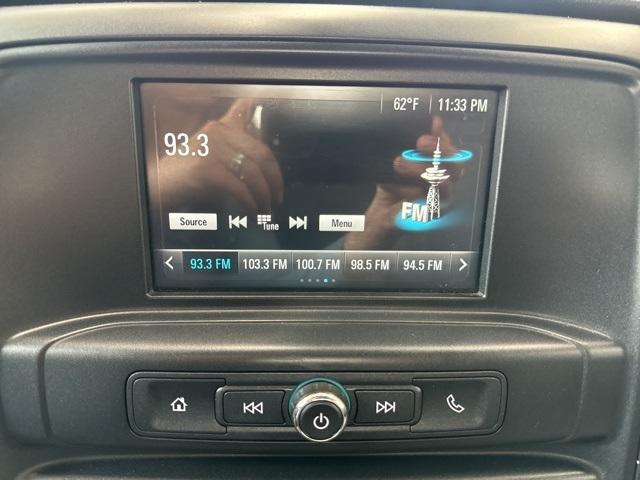 62°F 11:33 PM
93.3
FM
Source Tune Menu
93.3 FM 103.3 FM 100.7 FM 98.5 FM 94.5 FM